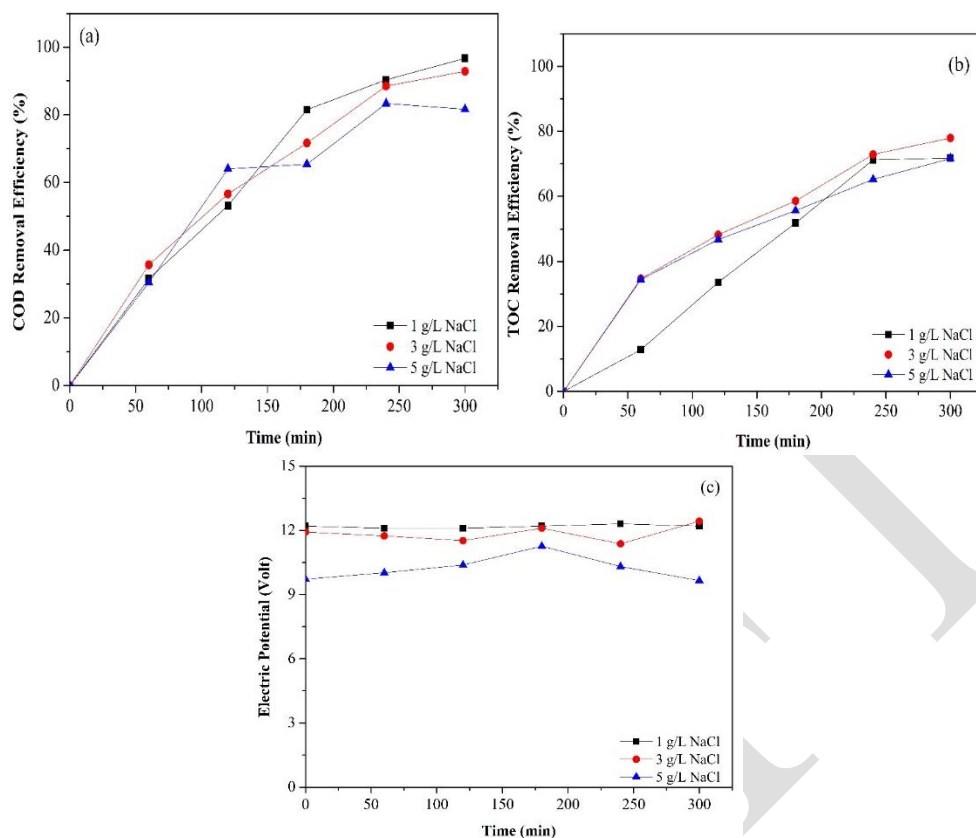 (a)
COD Removal Efficiency (%)
100
80
60
40
20
0
0 50 100 150 200 250 300
Time (min)
1 g/L NaCl
3 g/L NaCl
5 g/L NaCl
(b)
TOC Removal Efficiency (%)
100
80
60
40
20
0
0 50 100 150 200 250 300
Time (min)
1 g/L NaCl
3 g/L NaCl
5 g/L NaCl
(c)
Electric Potential (Volt)
15
12
9
6
3
0
0 50 100 150 200 250 300
Time (min)
1 g/L NaCl
3 g/L NaCl
5 g/L NaCl